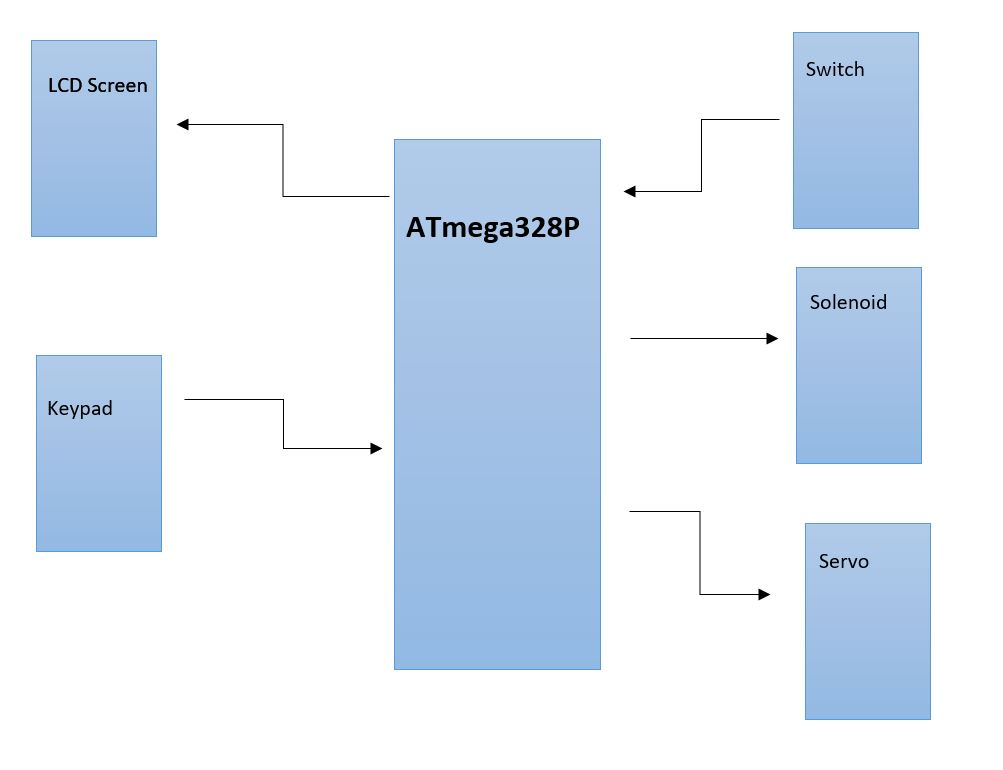 LCD Screen
Switch
ATmega328P
Solenoid
Keypad
Servo